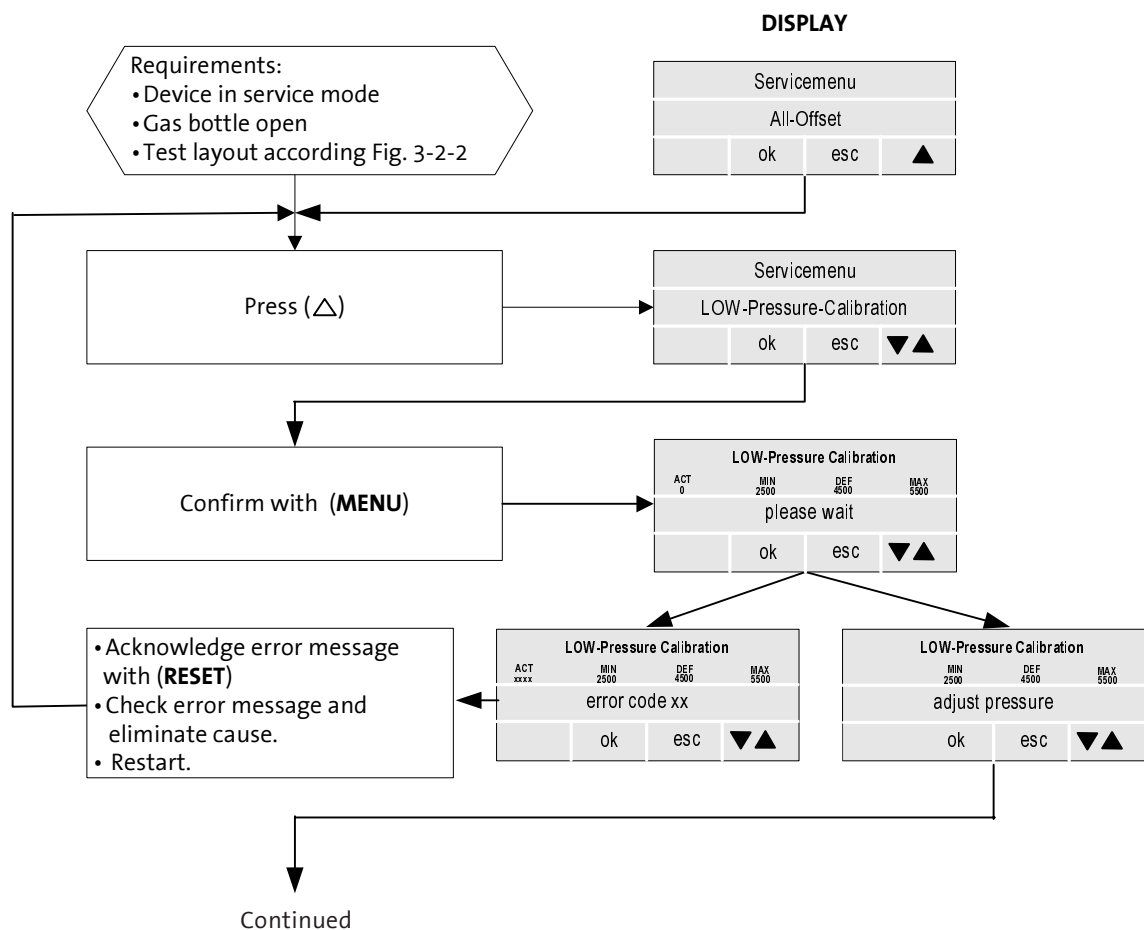 DISPLAY
Requirements:
• Device in service mode
• Gas bottle open
• Test layout according Fig. 3-2-2
Servicemenu
All-Offset
ok esc ▲
Press (△)
Servicemenu
LOW-Pressure-Calibration
ok esc ▼▲
Confirm with (MENU)
LOW-Pressure Calibration
ACT MIN DEF MAX
0 2500 4500 5500
please wait
ok esc ▼▲
• Acknowledge error message
with (RESET)
• Check error message and
eliminate cause.
• Restart.
LOW-Pressure Calibration
ACT MIN DEF MAX
xxxx 2500 4500 5500
error code xx
ok esc ▼▲
LOW-Pressure Calibration
MIN DEF MAX
2500 4500 5500
adjust pressure
ok esc ▼▲
Continued